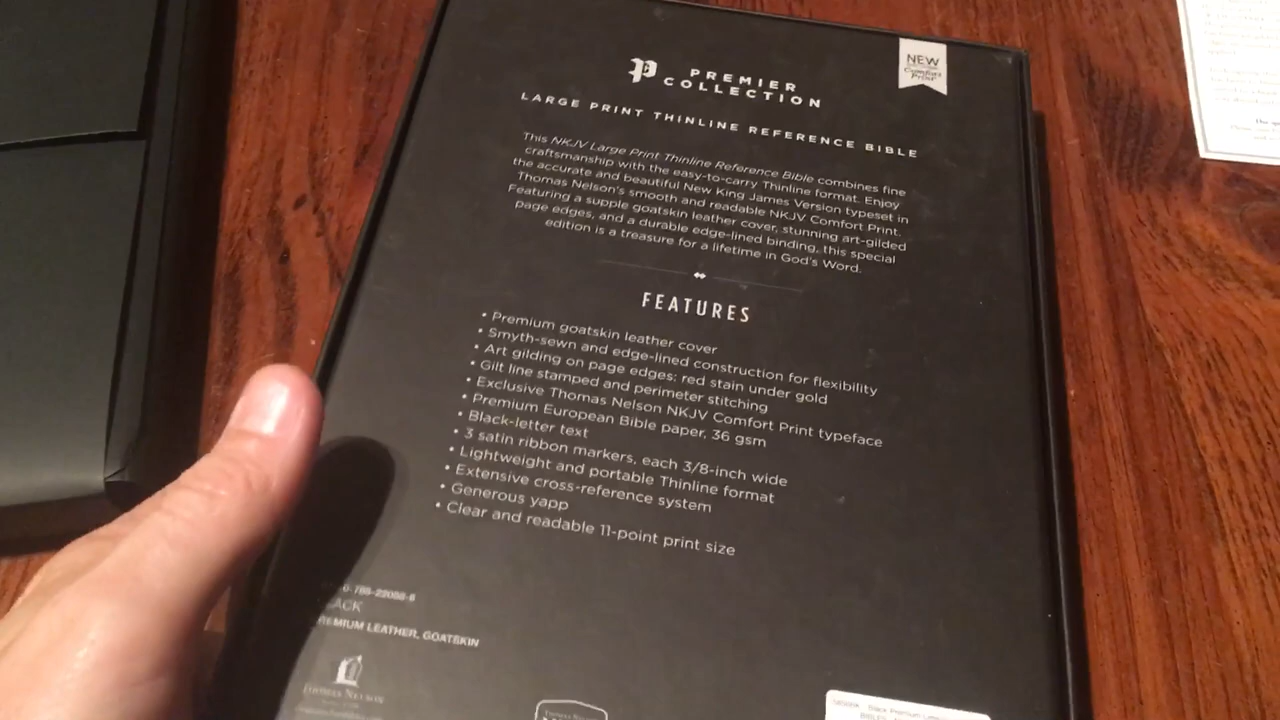 PREMIER
COLLECTION
NEW
Comfort
Print
LARGE PRINT THINLINE REFERENCE BIBLE
This NKJV Large Print Thinline Reference Bible combines fine
craftsmanship with the easy-to-carry Thinline format. Enjoy
the accurate and beautiful New King James Version typeset in
Thomas Nelson's smooth and readable NKJV Comfort Print.
Featuring a supple goatskin leather cover, stunning art-gilded
page edges, and a durable edge-lined binding, this special
edition is a treasure for a lifetime in God's Word.
FEATURES
• Premium goatskin leather cover
• Smyth-sewn and edge-lined construction for flexibility
• Art gilding on page edges: red stain under gold
• Gilt line stamped and perimeter stitching
• Exclusive Thomas Nelson NKJV Comfort Print typeface
• Premium European Bible paper, 36 gsm
• Black-letter text
• 3 satin ribbon markers, each 3/8-inch wide
• Lightweight and portable Thinline format
• Extensive cross-reference system
• Generous yapp
• Clear and readable 11-point print size
ACK
REMIUM LEATHER, GOATSKIN
THOMAS NELSON
THOMAS NELSON
Black Premium